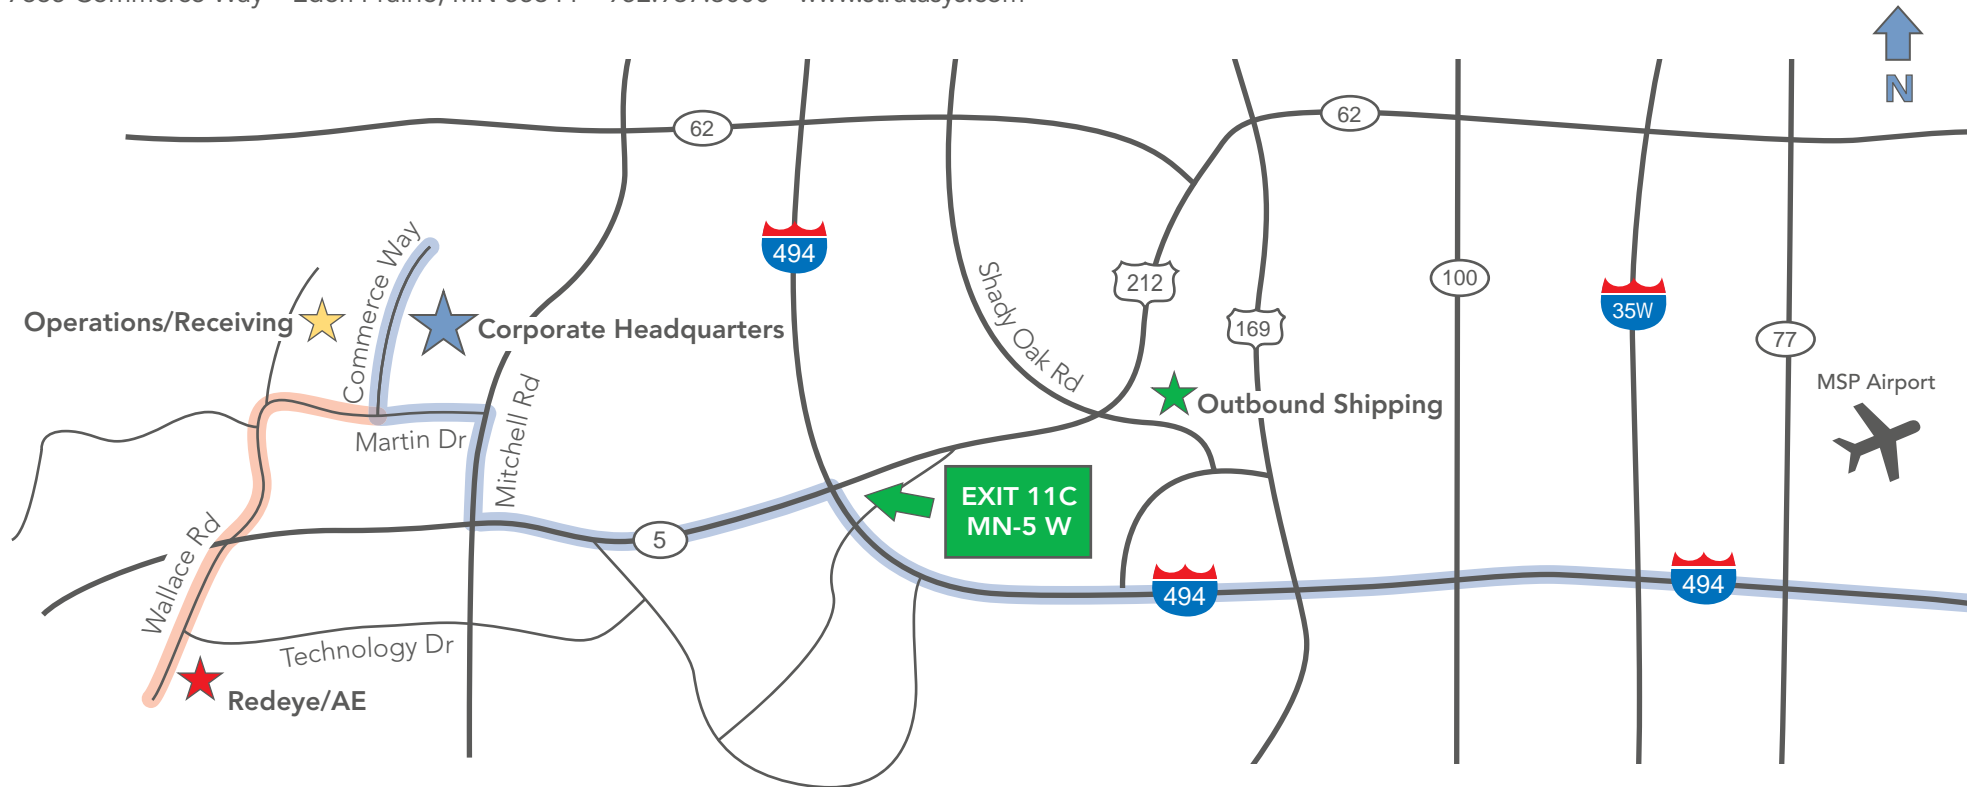 N
62
62
494
Commerce Way
Shady Oak Rd
212
100
35W
Operations/Receiving
Corporate Headquarters
169
77
MSP Airport
Outbound Shipping
Martin Dr
Mitchell Rd
EXIT 11C
MN-5 W
5
Wallace Rd
494
494
Technology Dr
Redeye/AE